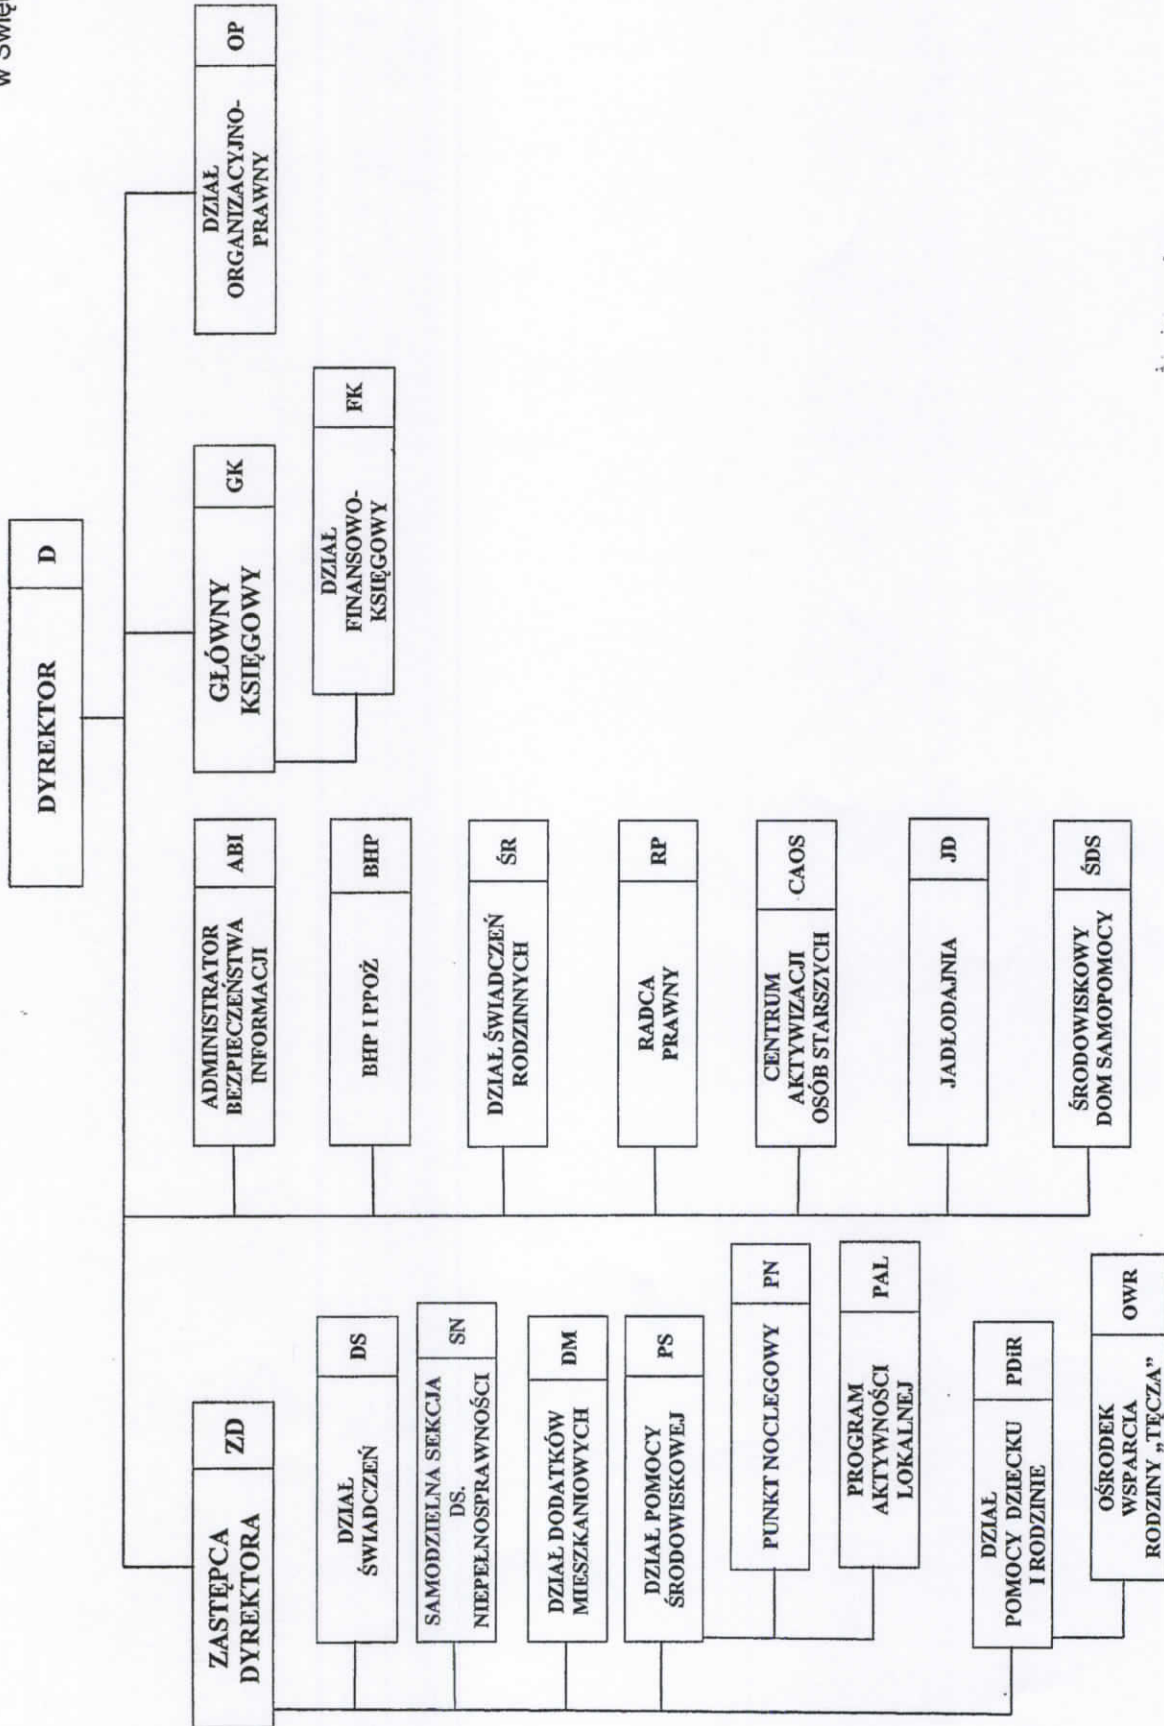 w Świę
DYREKTOR
D
ZASTĘPCA
DYREKTORA
ZD
DZIAŁ
ŚWIADCZEŃ
DS
SAMODZIELNA SEKCJA
DS.
NIEPEŁNOSPRAWNOŚCI
SN
DZIAŁ DODATKÓW
MIESZKANIOWYCH
DM
DZIAŁ POMOCY
ŚRODOWISKOWEJ
PS
PUNKT NOCLEGOWY
PN
PROGRAM
AKTYWNOŚCI
LOKALNEJ
PAL
DZIAŁ
POMOCY DZIECKU
I RODZINIE
PDiR
OŚRODEK
WSPARCIA
RODZINY „TĘCZA”
OWR
ADMINISTRATOR
BEZPIECZEŃSTWA
INFORMACJI
ABI
BHP I PPOŻ
BHP
DZIAŁ ŚWIADCZEŃ
RODZINNYCH
ŚR
RADCA
PRAWNY
RP
CENTRUM
AKTYWIZACJI
OSÓB STARSZYCH
CAOS
JADŁODAJNIA
JD
ŚRODOWISKOWY
DOM SAMOPOMOCY
ŚDS
GŁÓWNY
KSIĘGOWY
GK
DZIAŁ
FINANSOWO-
KSIĘGOWY
FK
DZIAŁ
ORGANIZACYJNO-
PRAWNY
OP